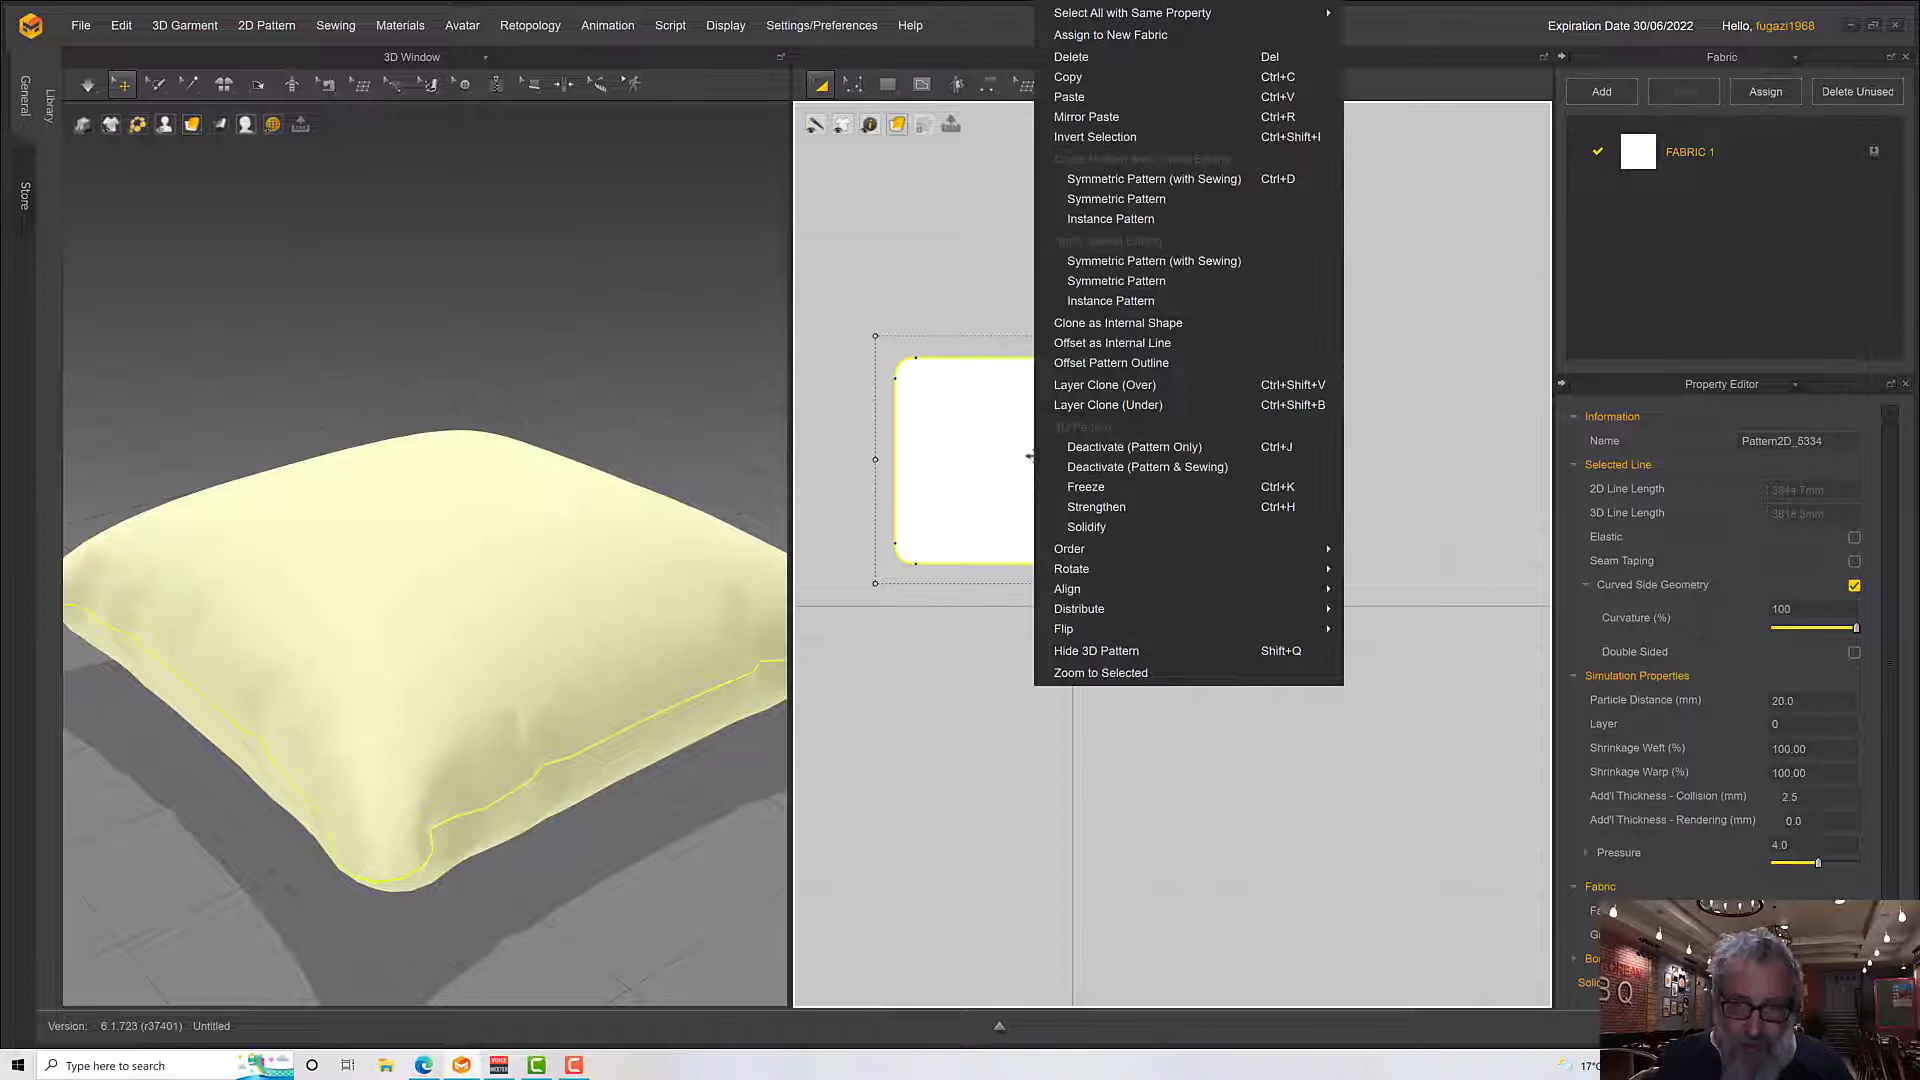 File Edit 3D Garment 2D Pattern Sewing Materials Avatar Retopology Animation Script Display Settings/Preferences Help
Expiration Date 30/06/2022 Hello, fugazi1968
3D Window
Fabric
General
Library
Store
Add
Assign
Delete Unused
FABRIC 1
Select All with Same Property
Assign to New Fabric
Delete Del
Copy Ctrl+C
Paste Ctrl+V
Mirror Paste Ctrl+R
Invert Selection Ctrl+Shift+I
Symmetric Pattern (with Sewing) Ctrl+D
Symmetric Pattern
Instance Pattern
Symmetric Pattern (with Sewing)
Symmetric Pattern
Instance Pattern
Clone as Internal Shape
Offset as Internal Line
Offset Pattern Outline
Layer Clone (Over) Ctrl+Shift+V
Layer Clone (Under) Ctrl+Shift+B
3D Pattern
Deactivate (Pattern Only) Ctrl+J
Deactivate (Pattern & Sewing)
Freeze Ctrl+K
Strengthen Ctrl+H
Solidify
Order
Rotate
Align
Distribute
Flip
Hide 3D Pattern Shift+Q
Zoom to Selected
Property Editor
Information
Name Pattern2D_5334
Selected Line
2D Line Length
3D Line Length
Elastic
Seam Taping
Curved Side Geometry
100
Curvature (%)
Double Sided
Simulation Properties
Particle Distance (mm) 20.0
Layer 0
Shrinkage Weft (%) 100.00
Shrinkage Warp (%) 100.00
Add'l Thickness - Collision (mm) 2.5
Add'l Thickness - Rendering (mm) 0.0
4.0
Pressure
Fabric
Version: 6.1.723 (r37401) Untitled
Type here to search
VOICE
MEETER
17°C